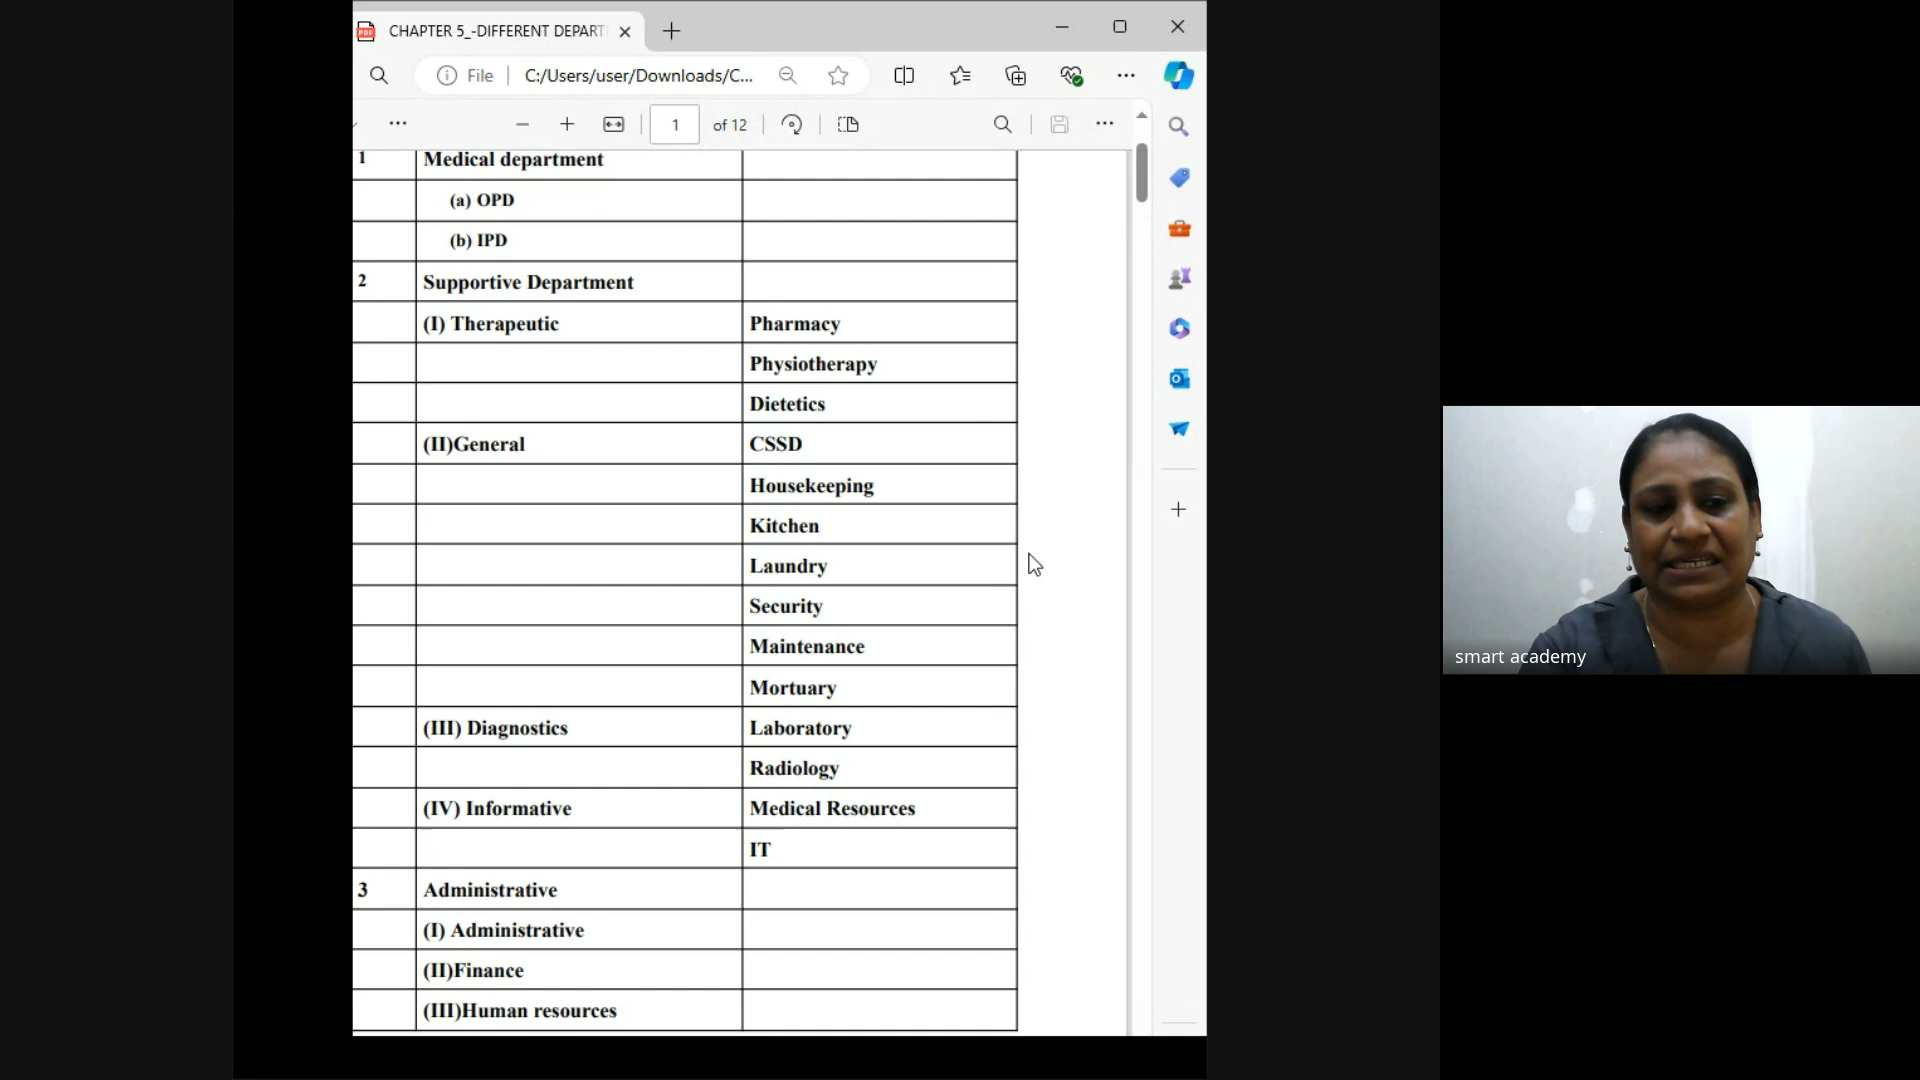 CHAPTER 5_-DIFFERENT DEPART
File
C:/Users/user/Downloads/C...
1 of 12
1 Medical department
(a) OPD
(b) IPD
2 Supportive Department
(I) Therapeutic Pharmacy
Physiotherapy
Dietetics
(II)General CSSD
Housekeeping
Kitchen
Laundry
Security
Maintenance
Mortuary
(III) Diagnostics Laboratory
Radiology
(IV) Informative Medical Resources
IT
3 Administrative
(I) Administrative
(II)Finance
(III)Human resources
smart academy